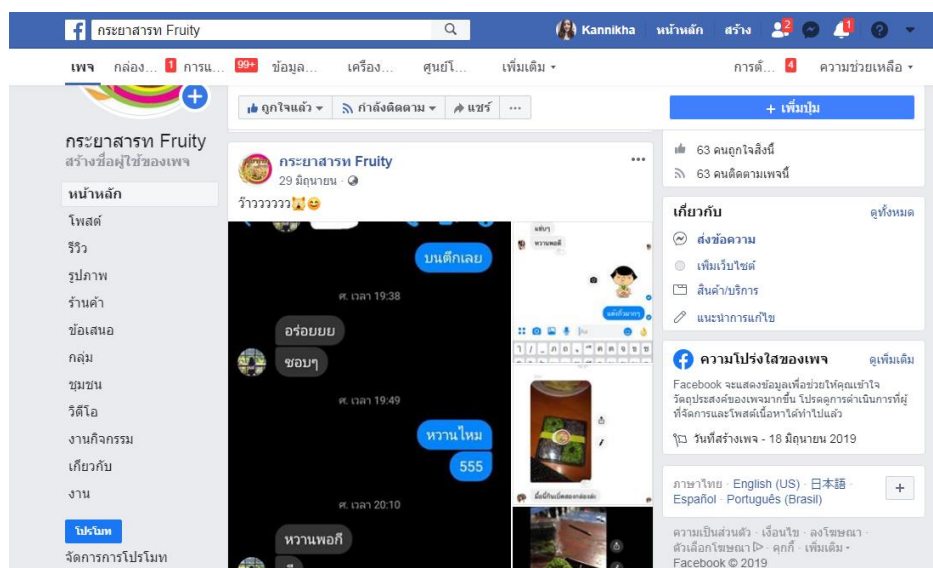 กระยาสารท Fruity
Kannikha หน้าหลัก สร้าง 2 1
เพจ กล่อง... 1 การแ... 99+ ข้อมูล... เครื่อง... ศูนย์โ... เพิ่มเติม การตั้... 4 ความช่วยเหลือ
ถูกใจแล้ว กำลังติดตาม แชร์ ...
+ เพิ่มปุ่ม
กระยาสารท Fruity
สร้างชื่อผู้ใช้ของเพจ
หน้าหลัก
โพสต์
รีวิว
รูปภาพ
ร้านค้า
ข้อเสนอ
กลุ่ม
ชุมชน
วิดีโอ
งานกิจกรรม
เกี่ยวกับ
งาน
โปรโมท
จัดการการโปรโมท
กระยาสารท Fruity
29 มิถุนายน
ว้าววววววว
บนตึกเลย
ศ. เวลา 19:38
อร่อยยย
ชอบๆ
ศ. เวลา 19:49
หวานไหม
555
ศ. เวลา 20:10
หวานพอกี
แซ่บๆ
หวานพอดี
63 คนถูกใจสิ่งนี้
63 คนติดตามเพจนี้
เกี่ยวกับ ดูทั้งหมด
ส่งข้อความ
เพิ่มเว็บไซต์
สินค้า/บริการ
แนะนำการแก้ไข
ความโปร่งใสของเพจ ดูเพิ่มเติม
Facebook จะแสดงข้อมูลเพื่อช่วยให้คุณเข้าใจ
วัตถุประสงค์ของเพจมากขึ้น โปรดดูการดำเนินการที่ผู้
ที่จัดการและโพสต์เนื้อหาได้ทำไปแล้ว
วันที่สร้างเพจ - 18 มิถุนายน 2019
ภาษาไทย · English (US) · 日本語 ·
Español · Português (Brasil)
ความเป็นส่วนตัว · เงื่อนไข · ลงโฆษณา ·
ตัวเลือกโฆษณา · คุกกี้ · เพิ่มเติม
Facebook © 2019